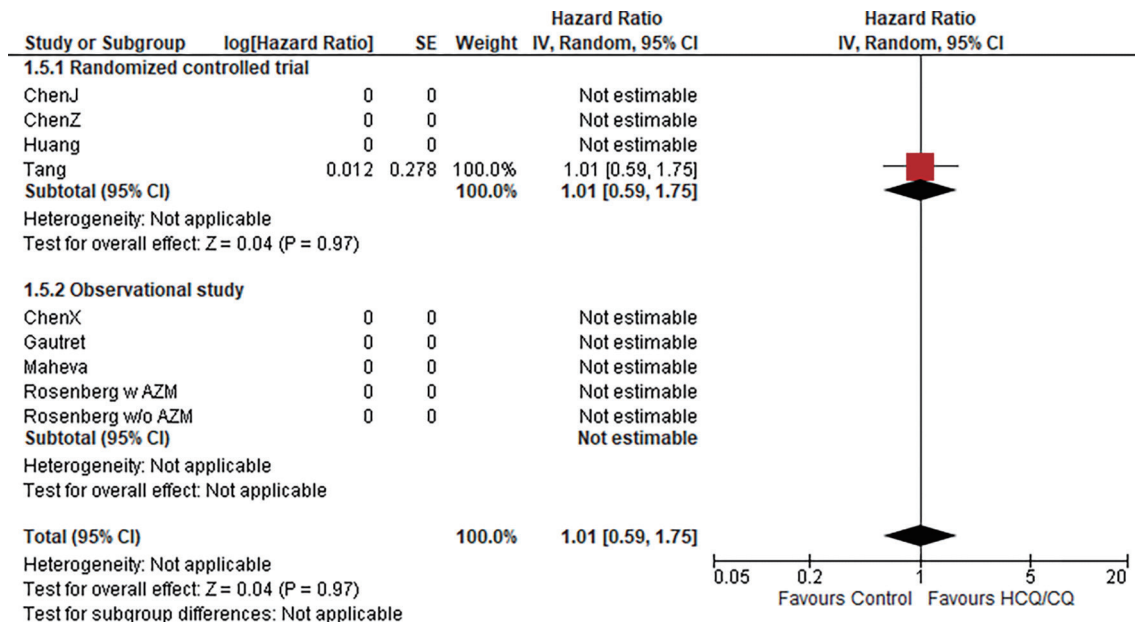 Hazard Ratio Hazard Ratio
Study or Subgroup log[Hazard Ratio] SE Weight IV, Random, 95% CI IV, Random, 95% CI
1.5.1 Randomized controlled trial
ChenJ 0 0 Not estimable
ChenZ 0 0 Not estimable
Huang 0 0 Not estimable
Tang 0.012 0.278 100.0% 1.01 [0.59, 1.75]
Subtotal (95% CI) 100.0% 1.01 [0.59, 1.75]
Heterogeneity: Not applicable
Test for overall effect: Z = 0.04 (P = 0.97)
1.5.2 Observational study
ChenX 0 0 Not estimable
Gautret 0 0 Not estimable
Maheva 0 0 Not estimable
Rosenberg w AZM 0 0 Not estimable
Rosenberg w/o AZM 0 0 Not estimable
Subtotal (95% CI) Not estimable
Heterogeneity: Not applicable
Test for overall effect: Not applicable
Total (95% CI) 100.0% 1.01 [0.59, 1.75]
Heterogeneity: Not applicable
Test for overall effect: Z = 0.04 (P = 0.97)
Test for subgroup differences: Not applicable
0.05 0.2 1 5 20
Favours Control Favours HCQ/CQ